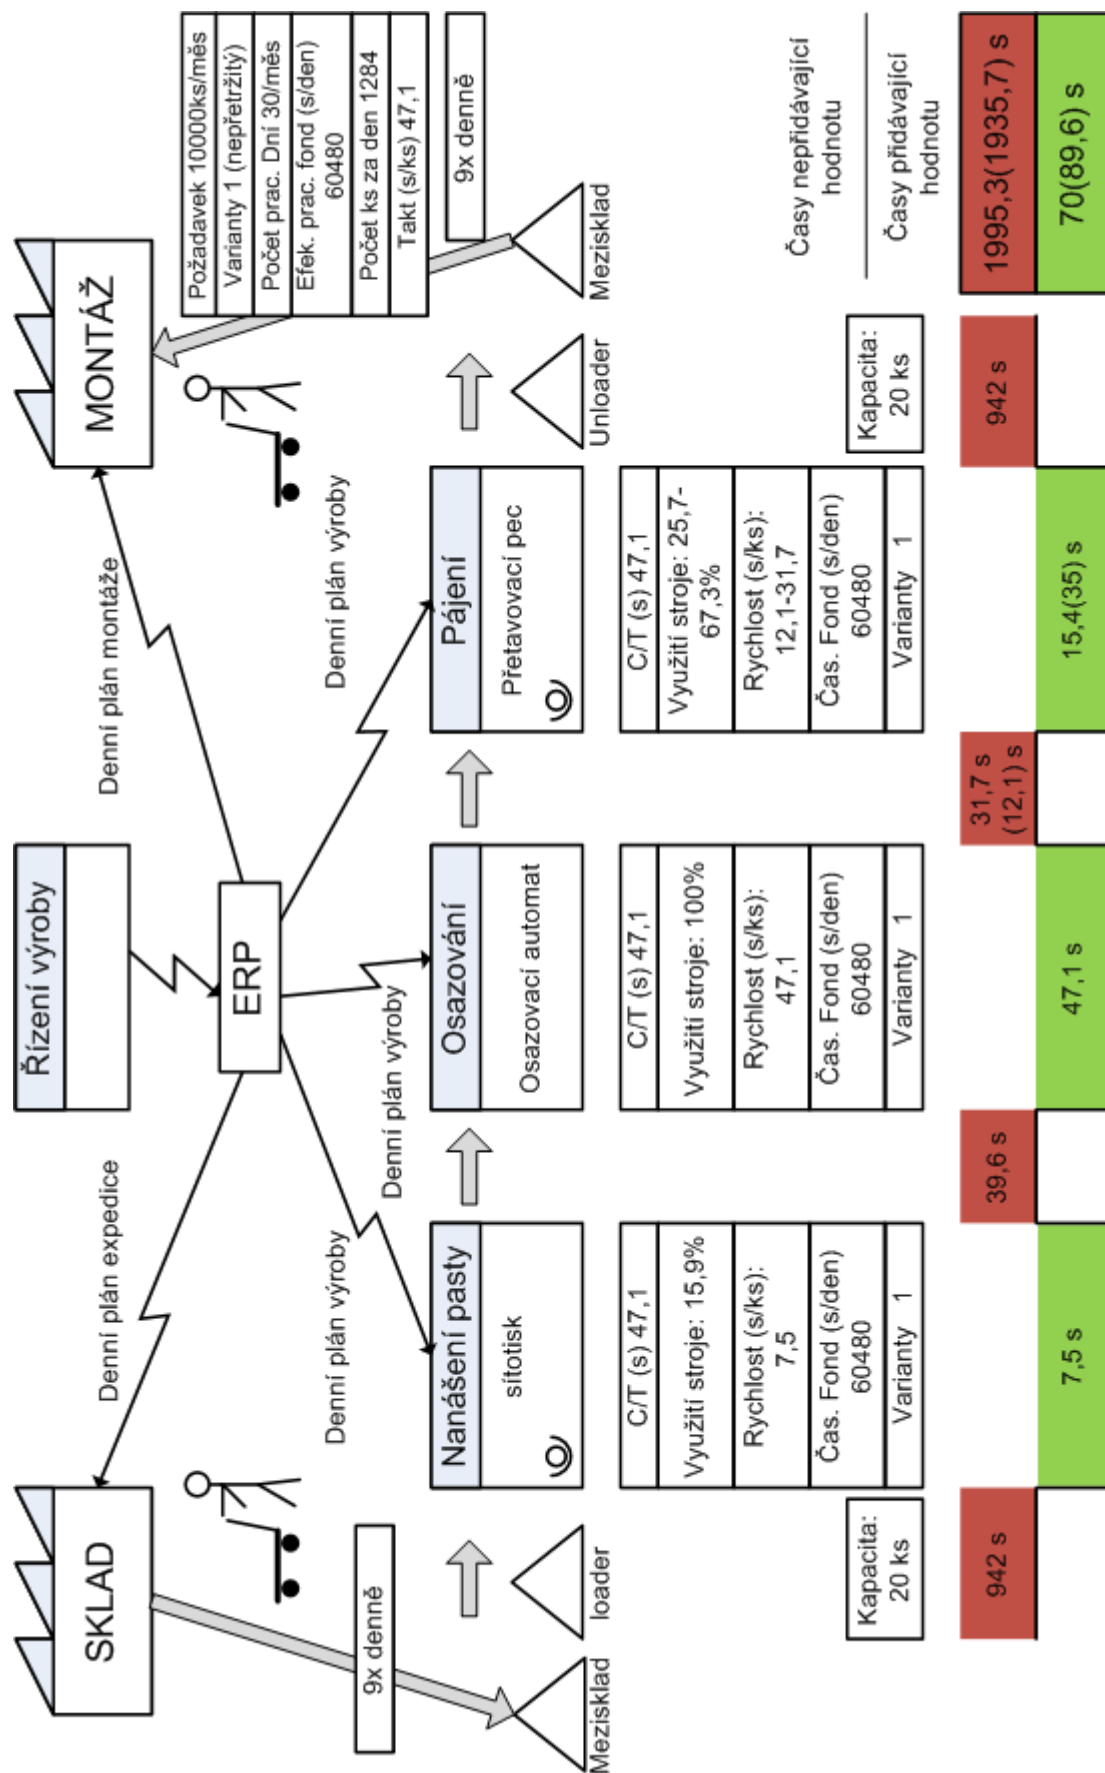 SKLAD
Řízení výroby
MONTÁŽ
Denní plán expedice
Denní plán montáže
ERP
Požadavek 10000ks/měs
Varianty 1 (nepřetržitý)
Počet prac. Dní 30/měs
Efek. prac. fond (s/den)
60480
Počet ks za den 1284
Takt (s/ks) 47,1
9x denně
9x denně
Denní plán výroby
Denní plán výroby
Denní plán výroby
Mezisklad
loader
Nanášení pasty
sítotisk
Osazování
Osazovací automat
Pájení
Přetavovací pec
Unloader
Mezisklad
C/T (s) 47,1
Využití stroje: 15,9%
Rychlost (s/ks):
7,5
Čas. Fond (s/den)
60480
Varianty 1
C/T (s) 47,1
Využití stroje: 100%
Rychlost (s/ks):
47,1
Čas. Fond (s/den)
60480
Varianty 1
C/T (s) 47,1
Využití stroje: 25,7-
67,3%
Rychlost (s/ks):
12,1-31,7
Čas. Fond (s/den)
60480
Varianty 1
Kapacita:
20 ks
Kapacita:
20 ks
Časy nepřidávající
hodnotu
Časy přidávající
hodnotu
942 s
39,6 s
31,7 s
(12,1) s
942 s
1995,3(1935,7) s
7,5 s
47,1 s
15,4(35) s
70(89,6) s